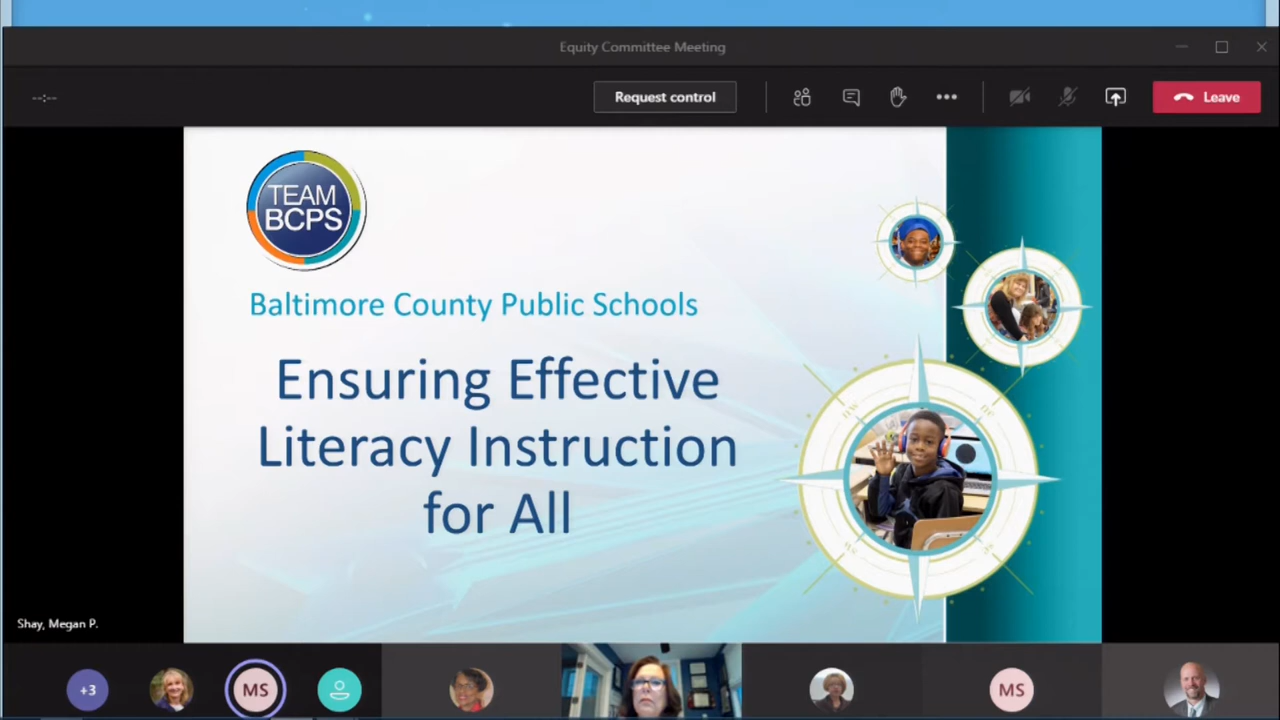 Equity Committee Meeting
--:--
Request control
Leave
TEAM
BCPS
Baltimore County Public Schools
Ensuring Effective
Literacy Instruction
for All
Shay, Megan P.
+3
MS
MS